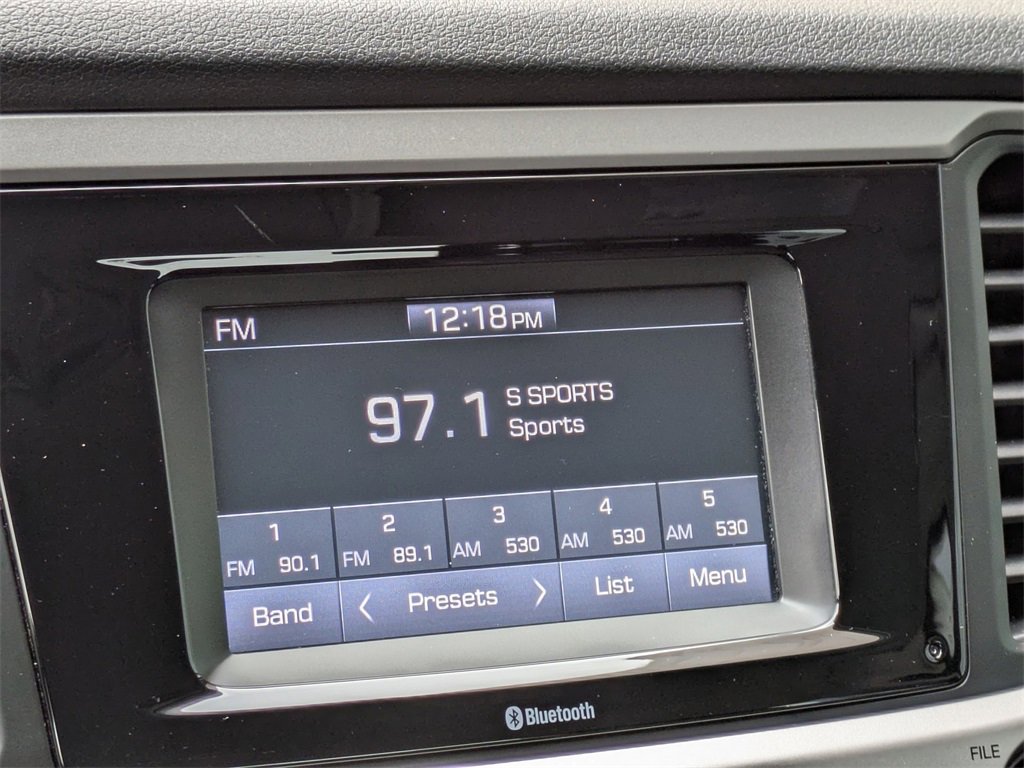 FM 12:18 PM
97.1 S SPORTS
Sports
1 2 3 4 5
FM 90.1 FM 89.1 AM 530 AM 530 AM 530
Band < Presets > List Menu
Bluetooth
FILE